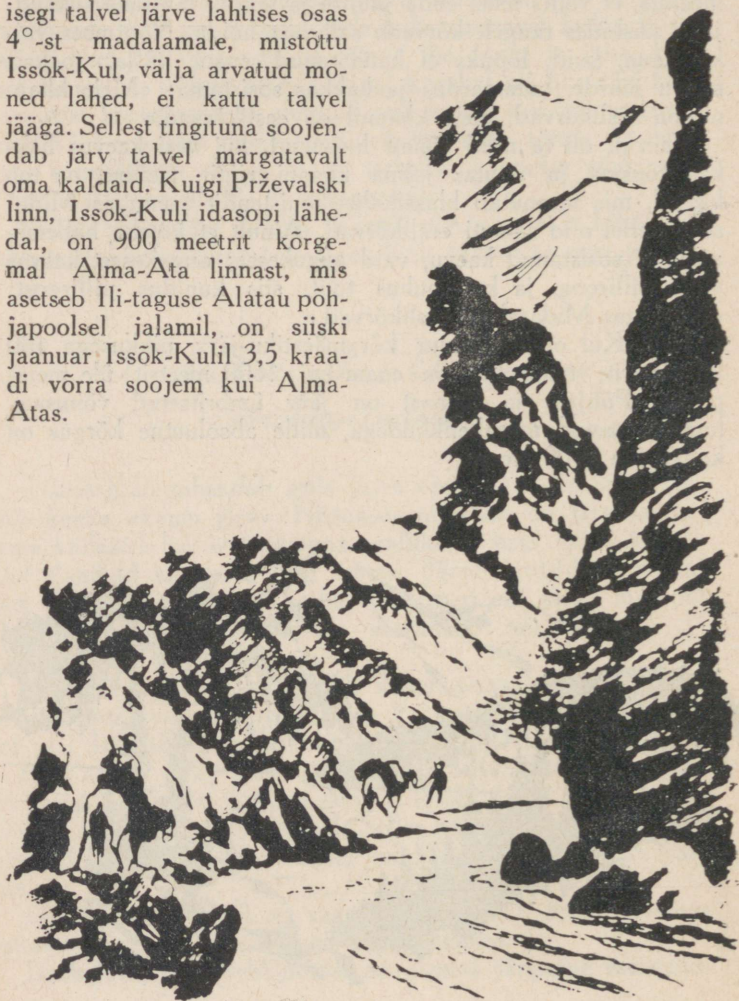 isegi talvel järve lahtises osas
4°-st madalamale, mistõttu
Issõk-Kul, välja arvatud mõ-
ned lahed, ei kattu talvel
jääga. Sellest tingituna soojen-
dab järv talvel märgatavalt
oma kaldaid. Kuigi Prževalski
linn, Issõk-Kuli idasopi lähe-
dal, on 900 meetrit kõrge-
mal Alma-Ata linnast, mis
asetseb Ili-taguse Alatau põh-
japoolsel jalamil, on siiski
jaanuar Issõk-Kulil 3,5 kraa-
di võrra soojem kui Alma-
Atas.